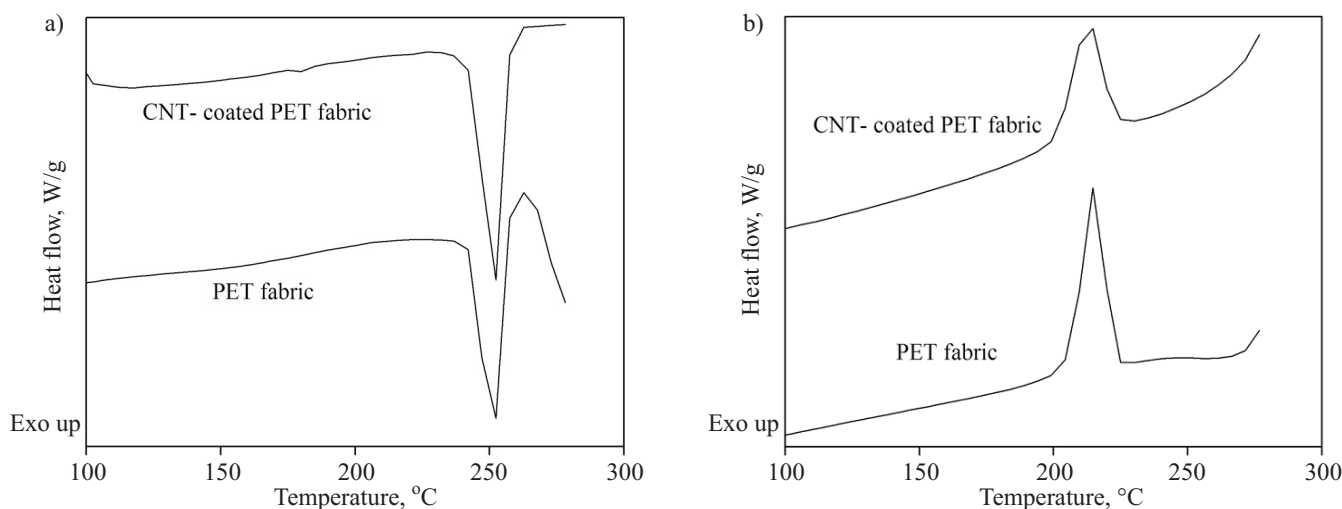 a)
CNT- coated PET fabric
PET fabric
Heat flow, W/g
Exo up
100 150 200 250 300
Temperature, °C
b)
CNT- coated PET fabric
PET fabric
Heat flow, W/g
Exo up
100 150 200 250 300
Temperature, °C